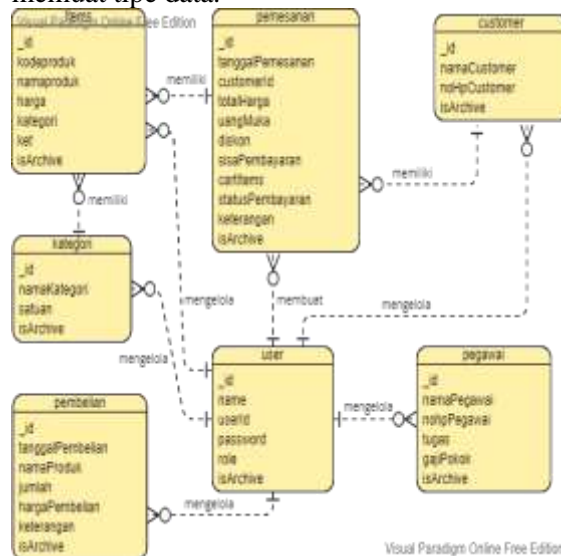 memuat tipe data.
Visual Paradigm Online Free Edition
items
_id
kodeproduk
namaproduk
harga
kategori
ket
isArchive
memiliki
pemesanan
_id
tanggalPemesanan
customerId
totalHarga
uangMuka
diskon
sisaPembayaran
cartItems
statusPembayaran
keterangan
isArchive
customer
_id
namaCustomer
noHpCustomer
isArchive
memiliki
memiliki
kategori
_id
namaKategori
satuan
isArchive
mengelola
membuat
mengelola
mengelola
user
_id
name
userId
password
role
isArchive
mengelola
pegawai
_id
namaPegawai
nohpPegawai
tugas
gajiPokok
isArchive
pembelian
_id
tanggalPembelian
namaProduk
jumlah
hargaPembelian
keterangan
isArchive
mengelola
Visual Paradigm Online Free Edition